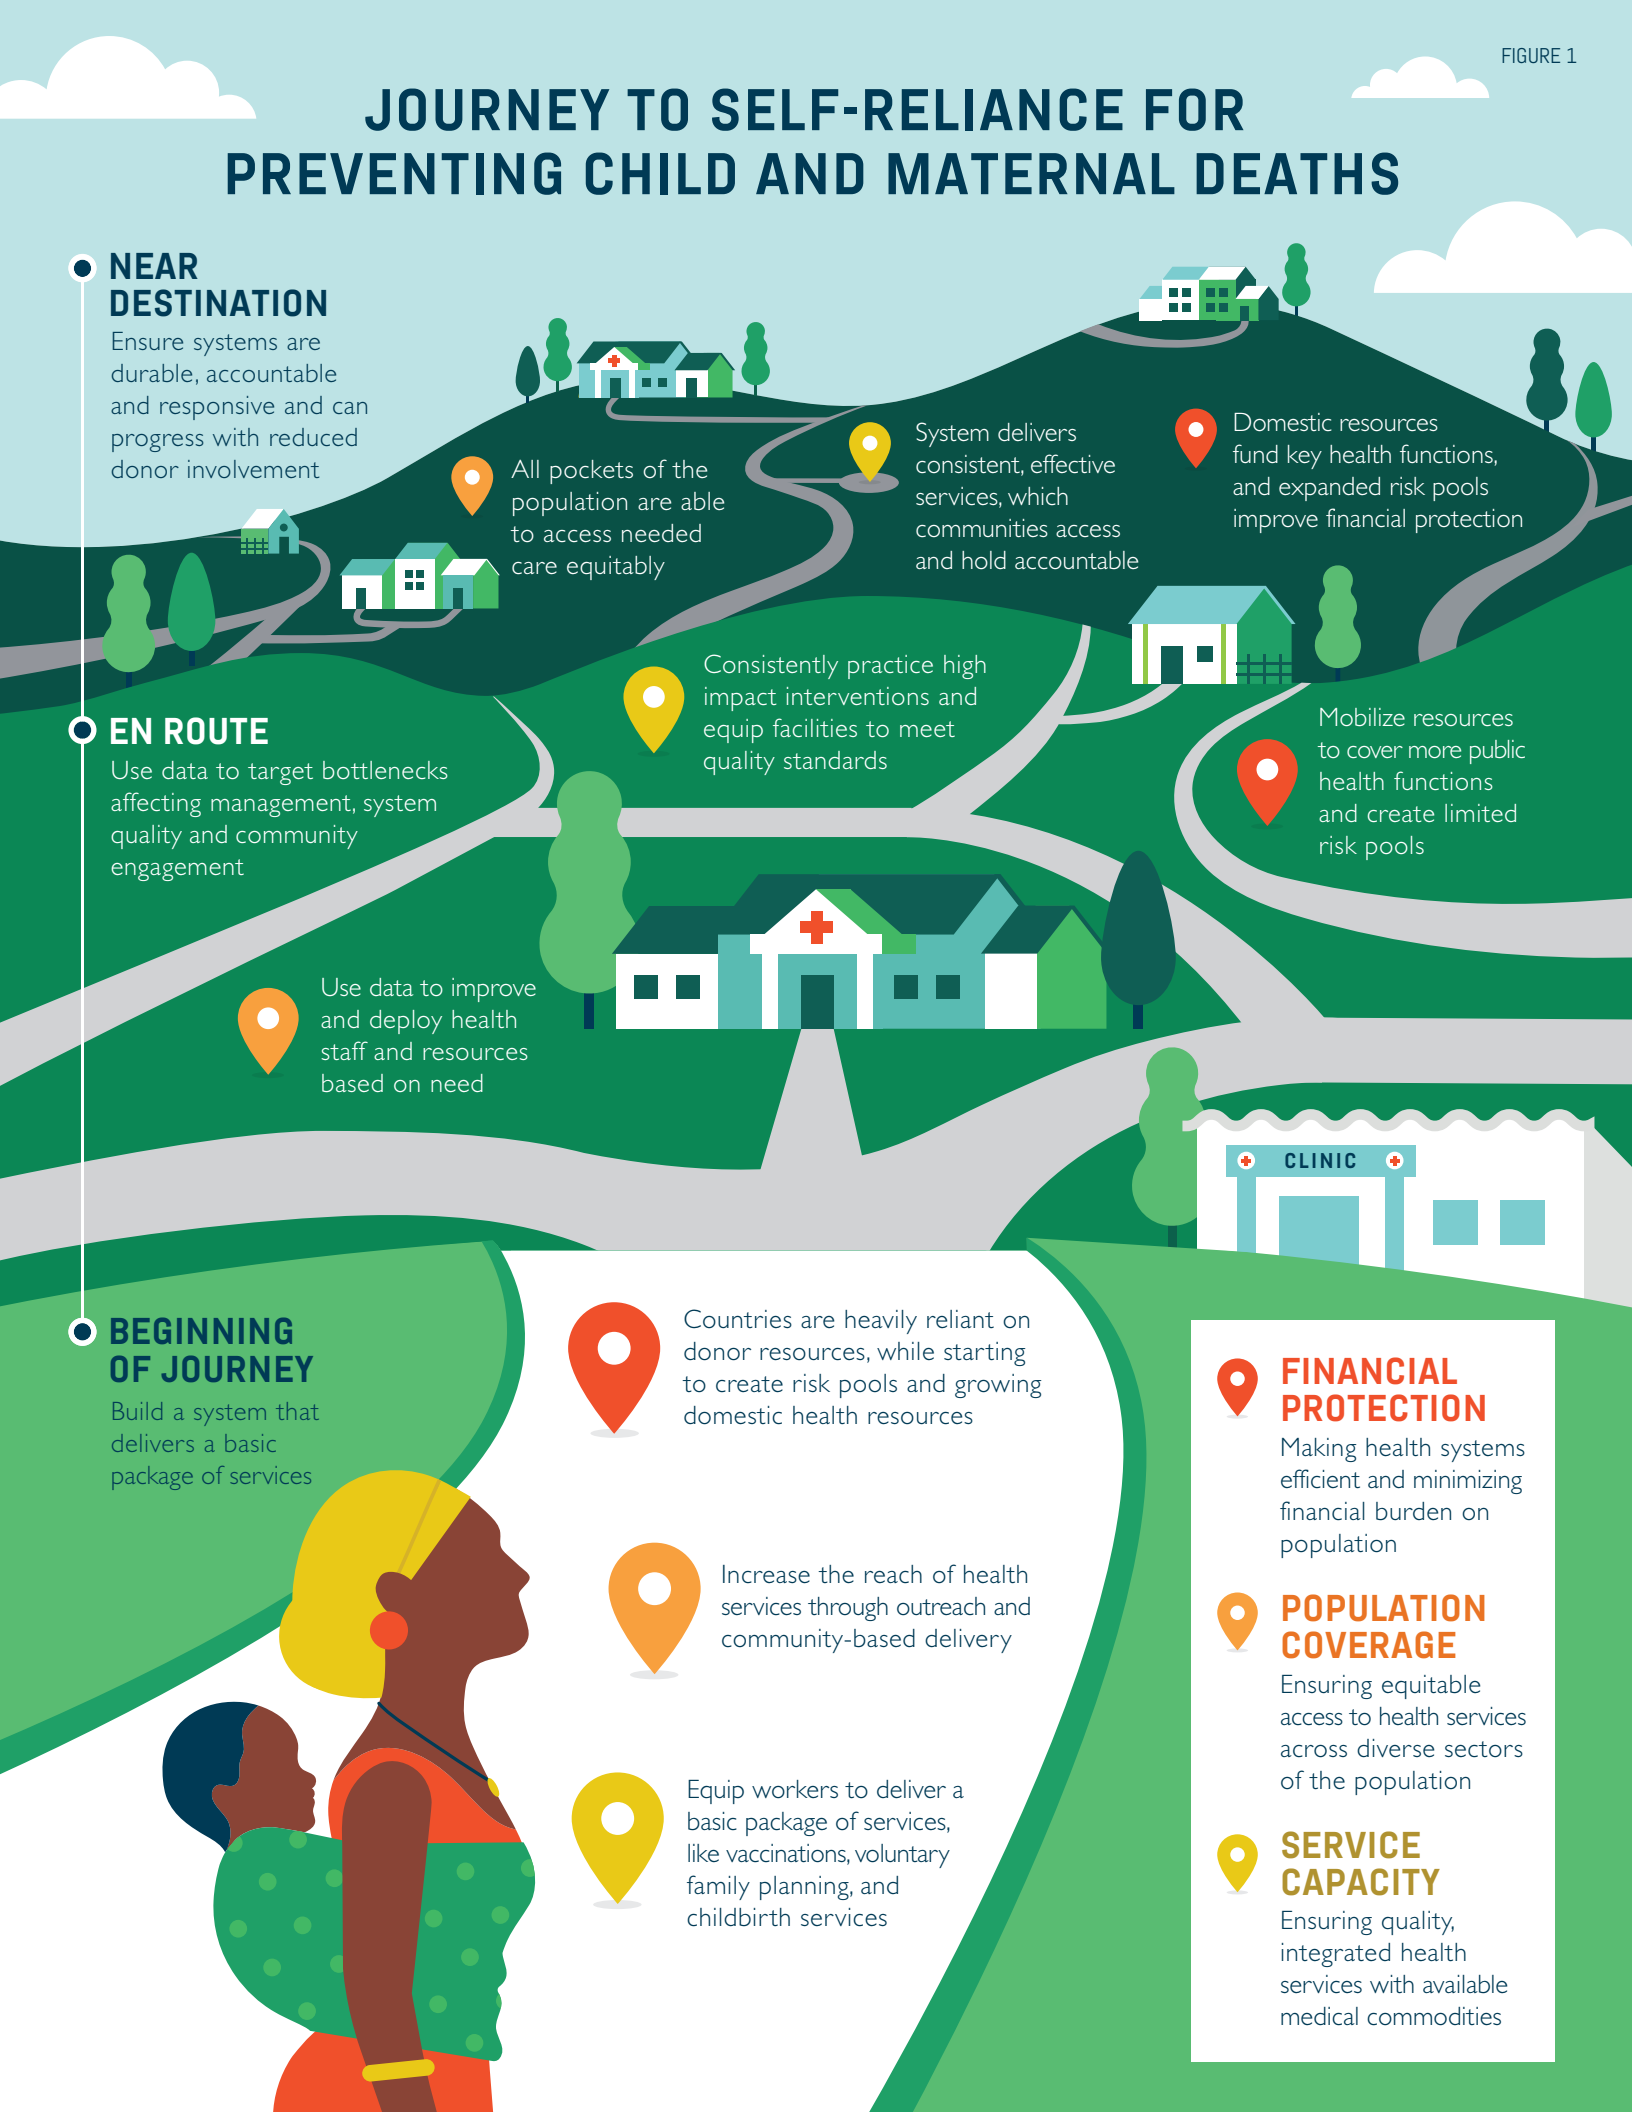 FIGURE 1
JOURNEY TO SELF-RELIANCE FOR
PREVENTING CHILD AND MATERNAL DEATHS
NEAR
DESTINATION
Ensure systems are
durable, accountable
and responsive and can
progress with reduced
donor involvement
All pockets of the
population are able
to access needed
care equitably
System delivers
consistent, effective
services, which
communities access
and hold accountable
Domestic resources
fund key health functions,
and expanded risk pools
improve financial protection
EN ROUTE
Use data to target bottlenecks
affecting management, system
quality and community
engagement
Consistently practice high
impact interventions and
equip facilities to meet
quality standards
Mobilize resources
to cover more public
health functions
and create limited
risk pools
Use data to improve
and deploy health
staff and resources
based on need
CLINIC
BEGINNING
OF JOURNEY
Build a system that
delivers a basic
package of services
Countries are heavily reliant on
donor resources, while starting
to create risk pools and growing
domestic health resources
Increase the reach of health
services through outreach and
community-based delivery
Equip workers to deliver a
basic package of services,
like vaccinations, voluntary
family planning, and
childbirth services
FINANCIAL
PROTECTION
Making health systems
efficient and minimizing
financial burden on
population
POPULATION
COVERAGE
Ensuring equitable
access to health services
across diverse sectors
of the population
SERVICE
CAPACITY
Ensuring quality,
integrated health
services with available
medical commodities